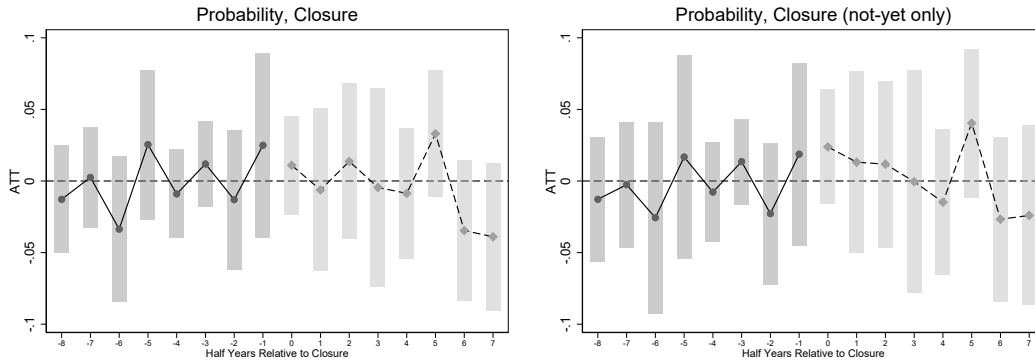 Probability, Closure
ATT
.1
.05
0
-.05
-.1
-8 -7 -6 -5 -4 -3 -2 -1 0 1 2 3 4 5 6 7
Half Years Relative to Closure
Probability, Closure (not-yet only)
ATT
.1
.05
0
-.05
-.1
-8 -7 -6 -5 -4 -3 -2 -1 0 1 2 3 4 5 6 7
Half Years Relative to Closure